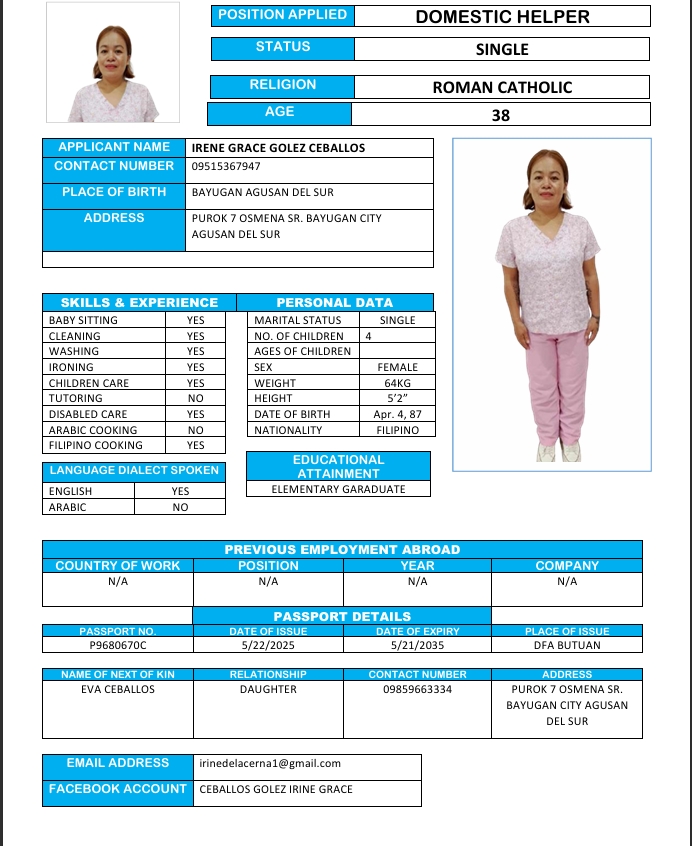 POSITION APPLIED DOMESTIC HELPER
STATUS SINGLE
RELIGION ROMAN CATHOLIC
AGE 38
APPLICANT NAME IRENE GRACE GOLEZ CEBALLOS
CONTACT NUMBER 09515367947
PLACE OF BIRTH BAYUGAN AGUSAN DEL SUR
ADDRESS PUROK 7 OSMENA SR. BAYUGAN CITY
AGUSAN DEL SUR
SKILLS & EXPERIENCE PERSONAL DATA
BABY SITTING YES MARITAL STATUS SINGLE
CLEANING YES NO. OF CHILDREN 4
WASHING YES AGES OF CHILDREN
IRONING YES SEX FEMALE
CHILDREN CARE YES WEIGHT 64KG
TUTORING NO HEIGHT 5’2”
DISABLED CARE YES DATE OF BIRTH Apr. 4, 87
ARABIC COOKING NO NATIONALITY FILIPINO
FILIPINO COOKING YES
EDUCATIONAL
ATTAINMENT
ELEMENTARY GARADUATE
LANGUAGE DIALECT SPOKEN
ENGLISH YES
ARABIC NO
PREVIOUS EMPLOYMENT ABROAD
COUNTRY OF WORK POSITION YEAR COMPANY
N/A N/A N/A N/A
PASSPORT DETAILS
PASSPORT NO. DATE OF ISSUE DATE OF EXPIRY PLACE OF ISSUE
P9680670C 5/22/2025 5/21/2035 DFA BUTUAN
NAME OF NEXT OF KIN RELATIONSHIP CONTACT NUMBER ADDRESS
EVA CEBALLOS DAUGHTER 09859663334 PUROK 7 OSMENA SR.
BAYUGAN CITY AGUSAN
DEL SUR
EMAIL ADDRESS irinedelacerna1@gmail.com
FACEBOOK ACCOUNT CEBALLOS GOLEZ IRINE GRACE